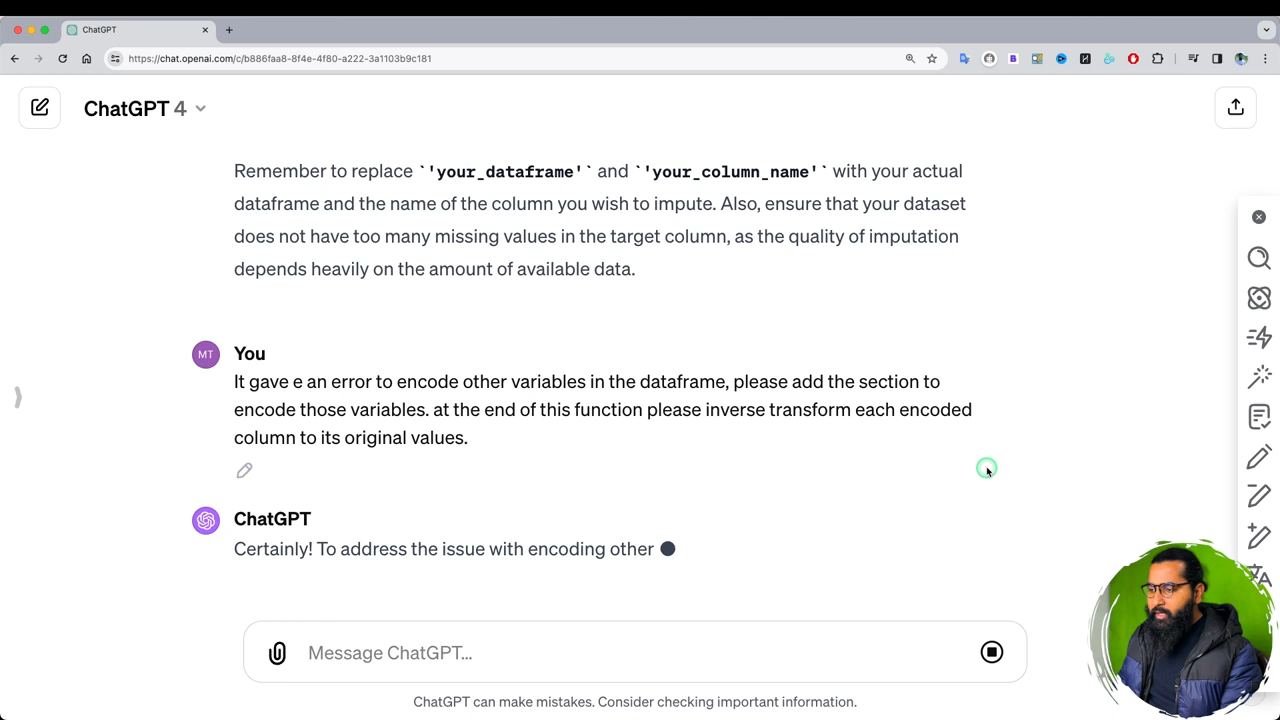 ChatGPT
https://chat.openai.com/c/b886faa8-8f4e-4f80-a222-3a1103b9c181
ChatGPT 4
Remember to replace `'your_dataframe'` and `'your_column_name'` with your actual
dataframe and the name of the column you wish to impute. Also, ensure that your dataset
does not have too many missing values in the target column, as the quality of imputation
depends heavily on the amount of available data.
MT
You
It gave e an error to encode other variables in the dataframe, please add the section to
encode those variables. at the end of this function please inverse transform each encoded
column to its original values.
ChatGPT
Certainly! To address the issue with encoding other
Message ChatGPT...
ChatGPT can make mistakes. Consider checking important information.